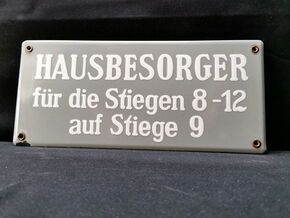 HAUSBESORGER
für die Stiegen 8-12
auf Stiege 9